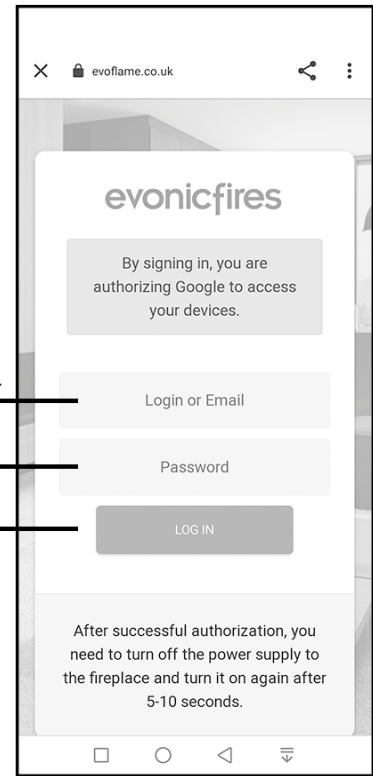 evoflame.co.uk
evonicfires
By signing in, you are
authorizing Google to access
your devices.
Login or Email
Password
LOG IN
After successful authorization, you
need to turn off the power supply to
the fireplace and turn it on again after
5-10 seconds.